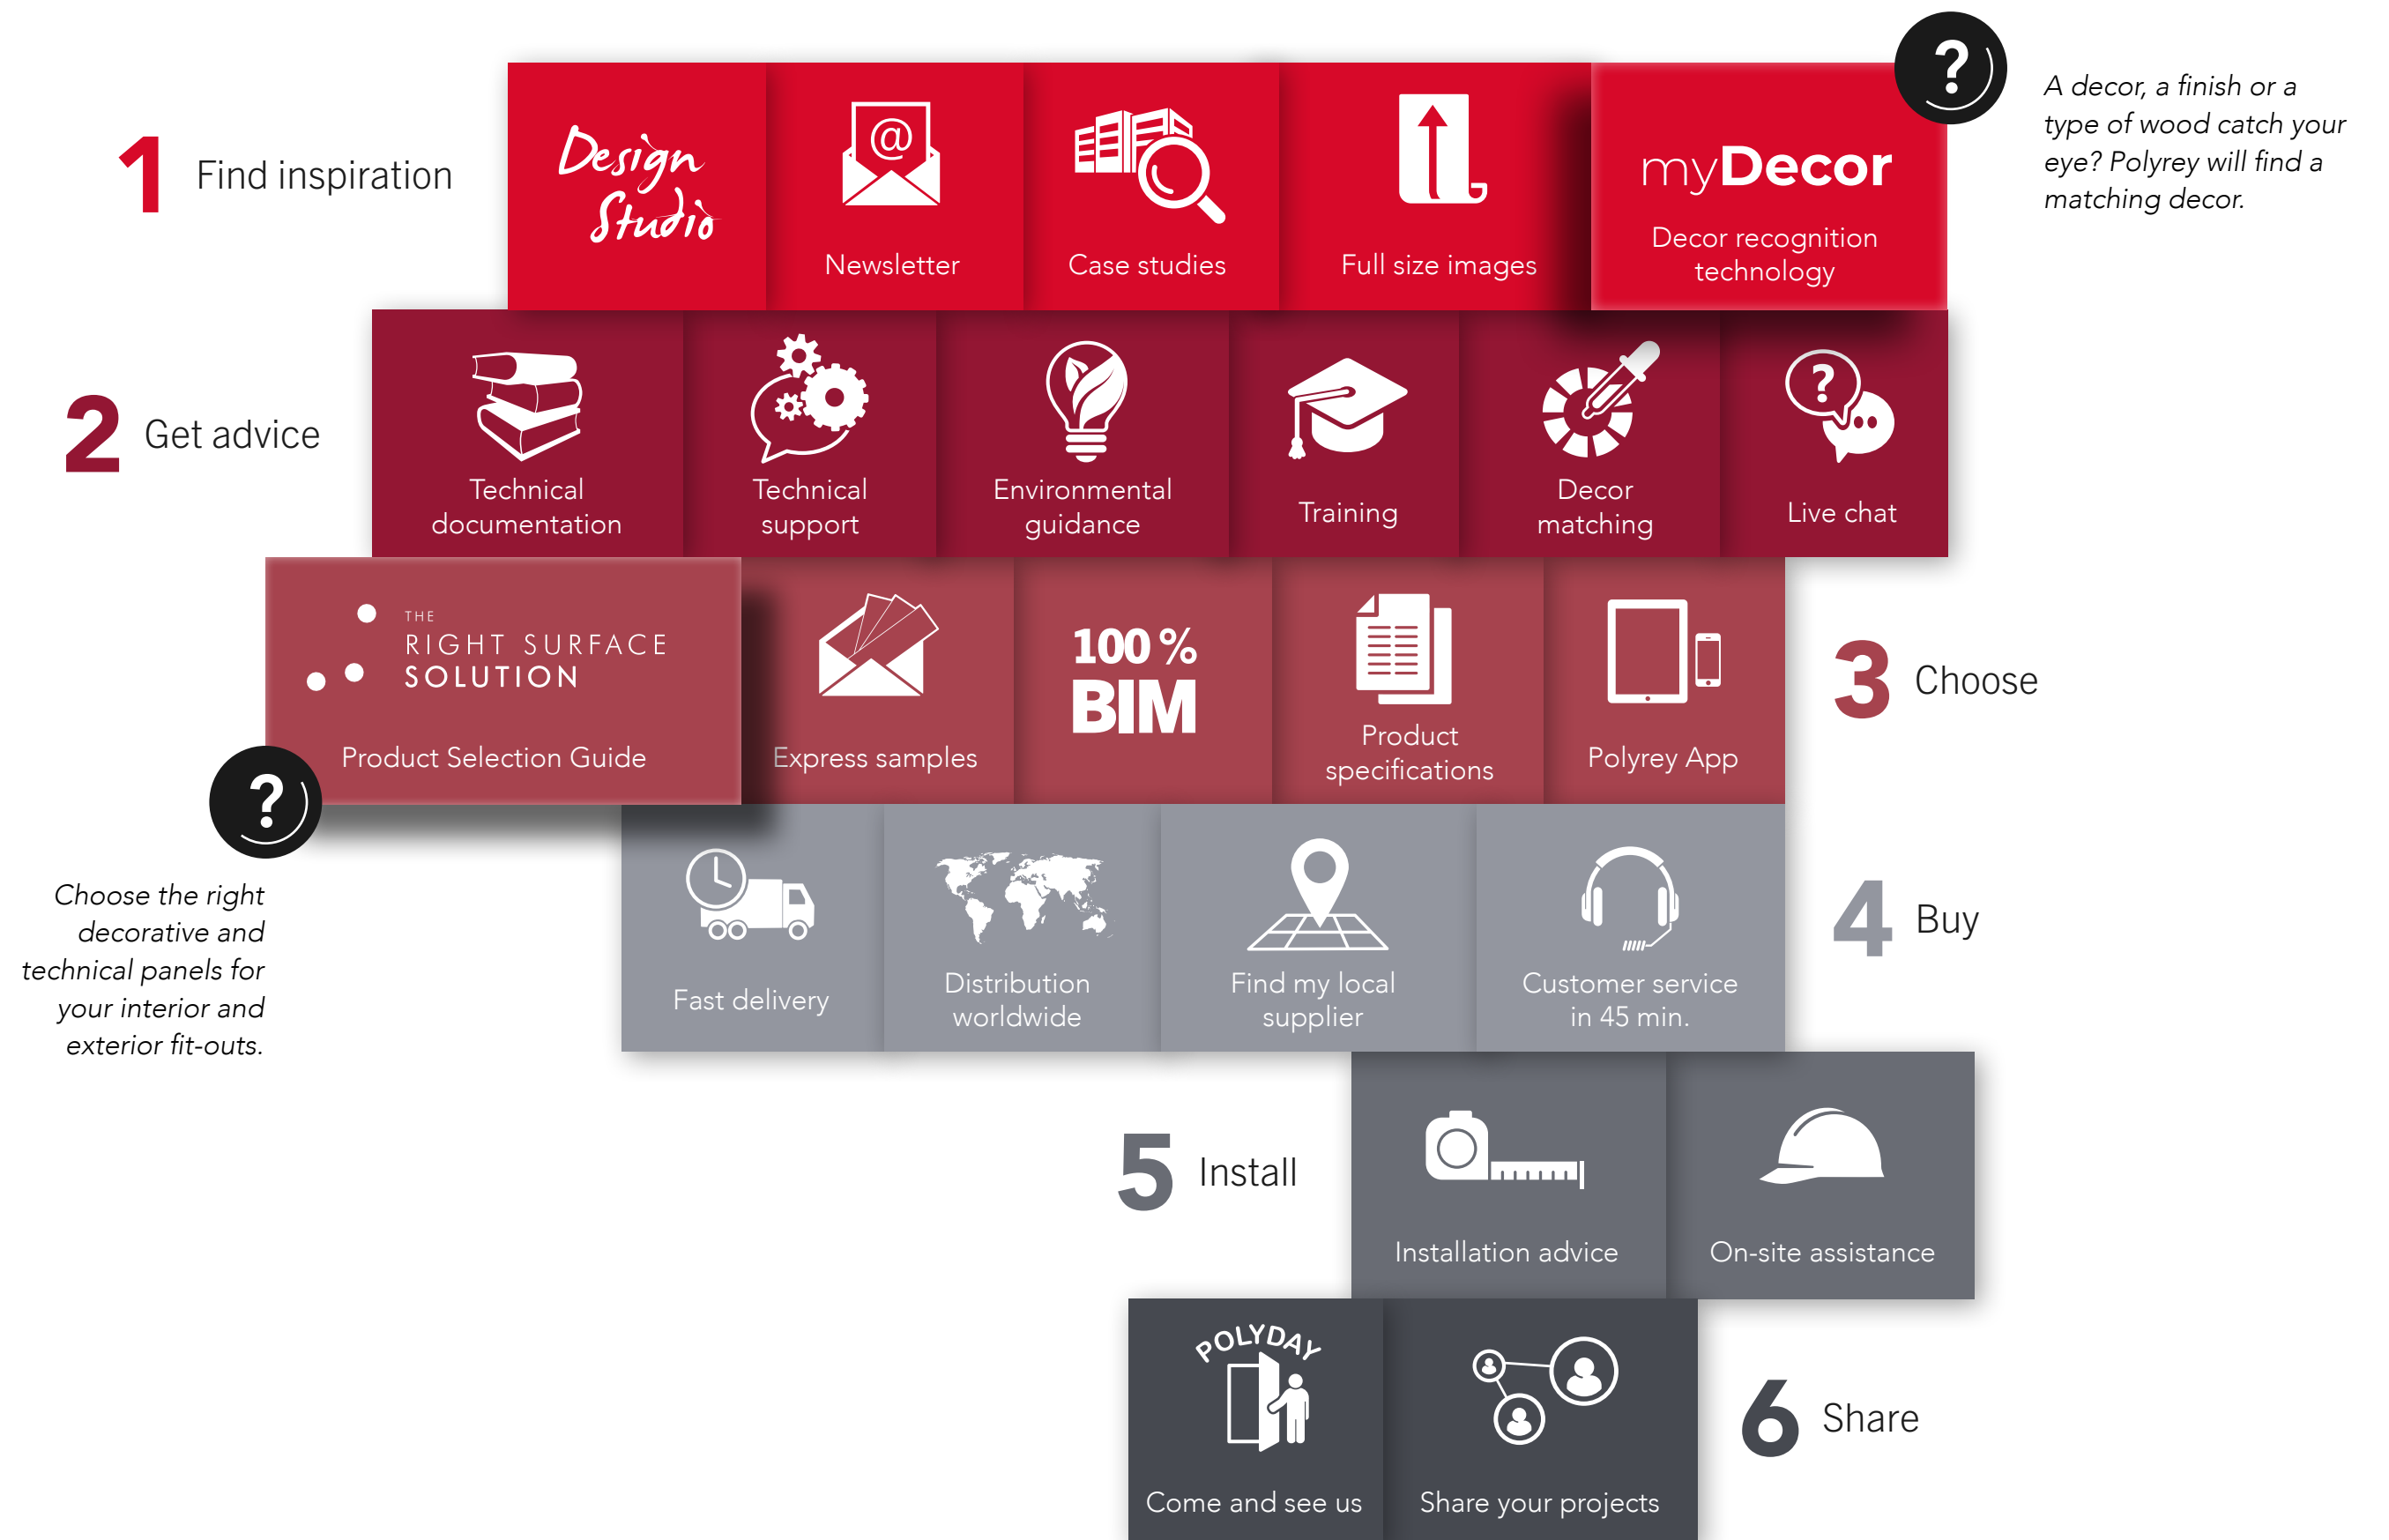 1 Find inspiration
Design
Studio
@
Newsletter
Case studies
Full size images
myDecor
Decor recognition
technology
?
A decor, a finish or a
type of wood catch your
eye? Polyrey will find a
matching decor.
2 Get advice
Technical
documentation
Technical
support
Environmental
guidance
Training
Decor
matching
?
Live chat
THE
RIGHT SURFACE
SOLUTION
Product Selection Guide
?
Choose the right
decorative and
technical panels for
your interior and
exterior fit-outs.
Express samples
100 %
BIM
Product
specifications
Polyrey App
3 Choose
Fast delivery
Distribution
worldwide
Find my local
supplier
Customer service
in 45 min.
4 Buy
5 Install
Installation advice
On-site assistance
POLYDAY
Come and see us
Share your projects
6 Share